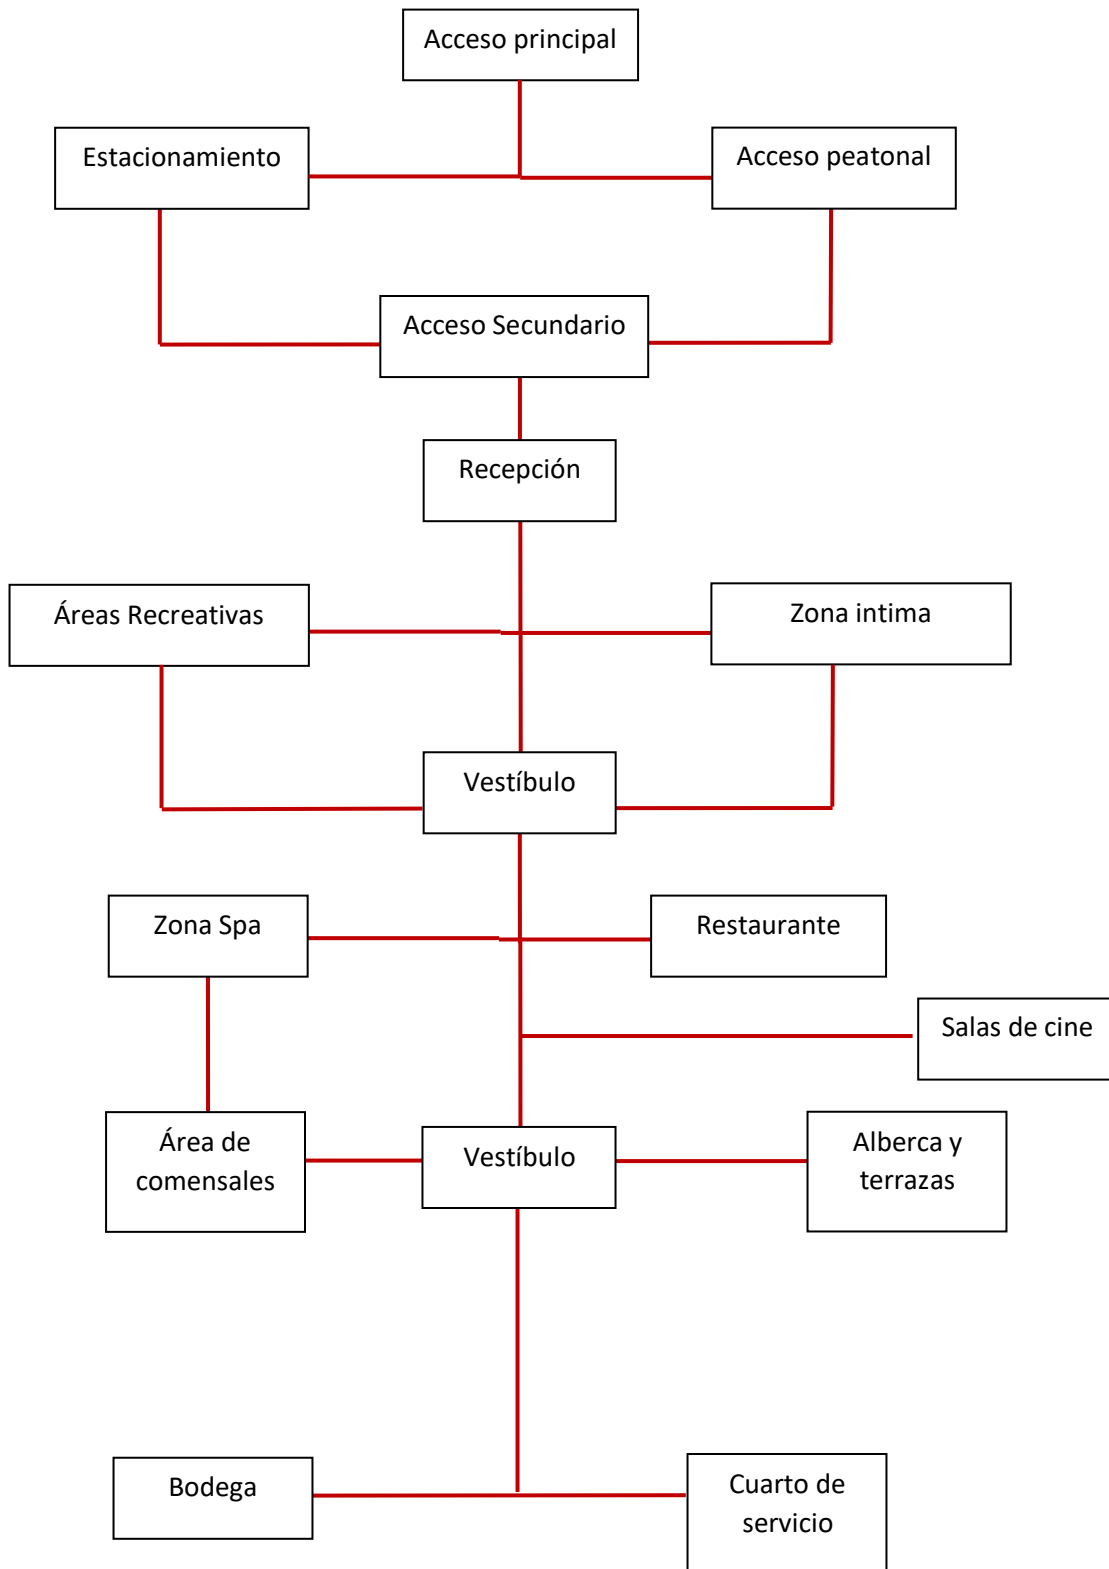 Acceso principal
Estacionamiento
Acceso peatonal
Acceso Secundario
Recepción
Áreas Recreativas
Zona intima
Vestíbulo
Zona Spa
Restaurante
Salas de cine
Área de
comensales
Vestíbulo
Alberca y
terrazas
Bodega
Cuarto de
servicio